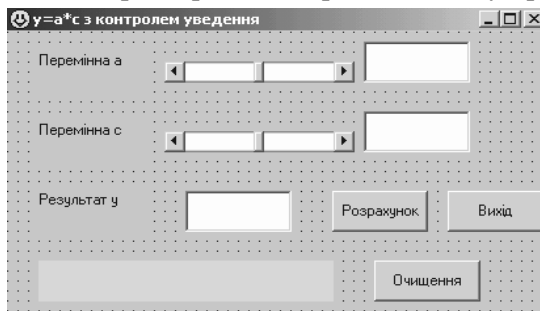 y=a*c з контролем уведення
Перемінна а
Перемінна с
Результат у
Розрахунок
Вихід
Очищення